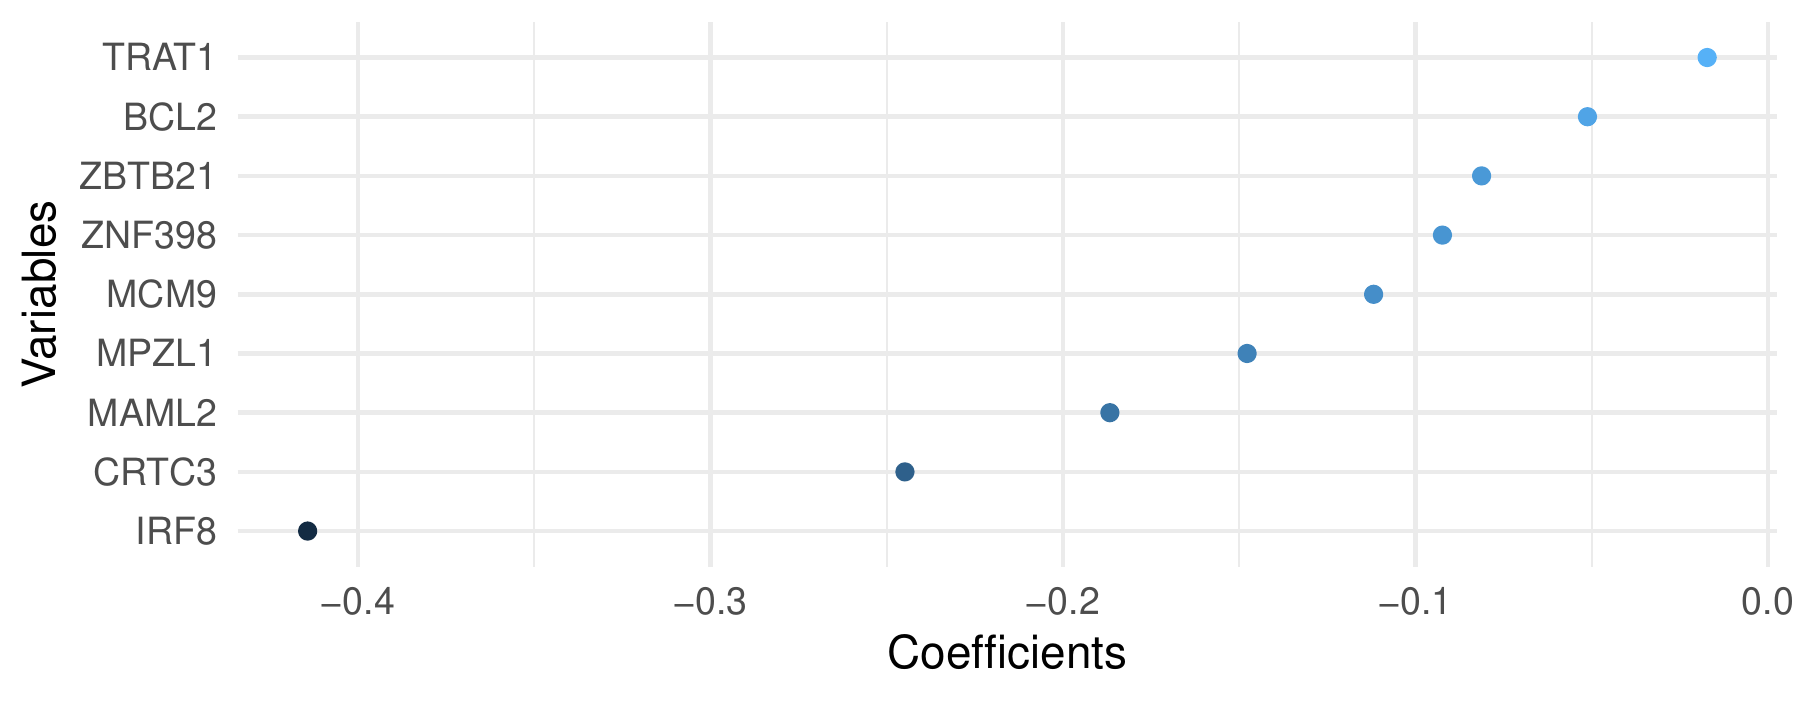 TRAT1
BCL2
ZBTB21
ZNF398
MCM9
MPZL1
MAML2
CRTC3
IRF8
Variables
−0.4 −0.3 −0.2 −0.1 0.0
Coefficients